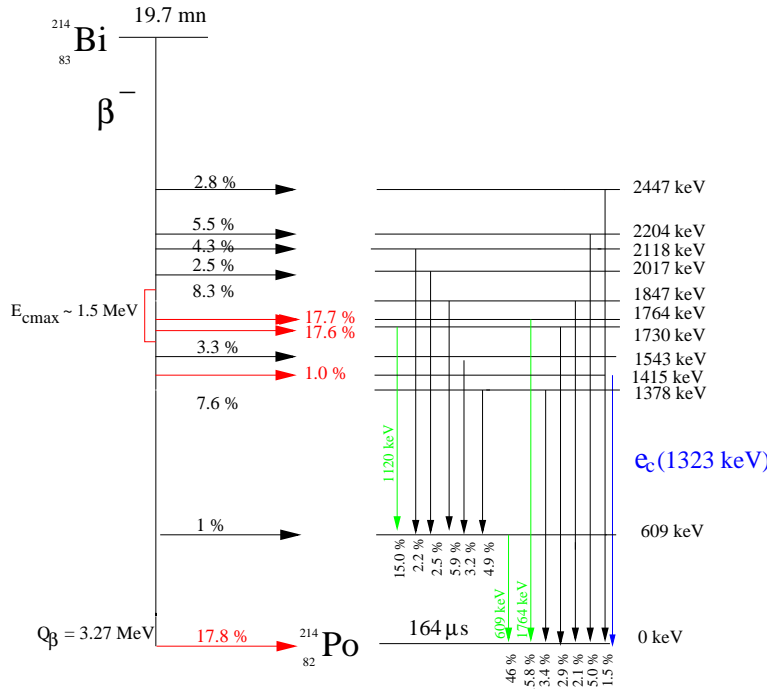 19.7 mn
214
83
Bi
β⁻
2.8 %
2447 keV
5.5 %
2204 keV
4.3 %
2118 keV
2.5 %
2017 keV
8.3 %
1847 keV
E cmax ~ 1.5 MeV
17.7 %
1764 keV
17.6 %
1730 keV
3.3 %
1543 keV
1.0 %
1415 keV
7.6 %
1378 keV
1120 keV
e c (1323 keV)
1 %
609 keV
15.0 %
2.2 %
2.5 %
5.9 %
3.2 %
4.9 %
609 keV
1764 keV
Q β = 3.27 MeV
17.8 %
214
82
Po
164 μs
0 keV
46 %
5.8 %
3.4 %
2.9 %
2.1 %
5.0 %
1.5 %